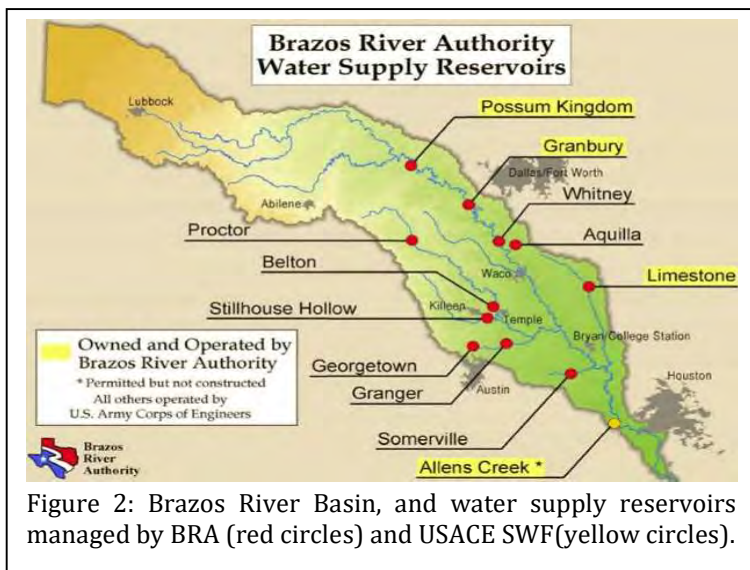 Brazos River Authority
Water Supply Reservoirs
Lubbock
Possum Kingdom
Granbury
Dallas/Fort Worth
Whitney
Abilene
Proctor
Aquilla
Belton
Waco
Limestone
Stillhouse Hollow
Killeen
Temple
Owned and Operated by
Brazos River Authority
* Permitted but not constructed
All others operated by
U.S. Army Corps of Engineers
Georgetown
Bryan/College Station
Granger
Austin
Houston
Somerville
Allens Creek *
Brazos
River
Authority
Figure 2: Brazos River Basin, and water supply reservoirs
managed by BRA (red circles) and USACE SWF(yellow circles).